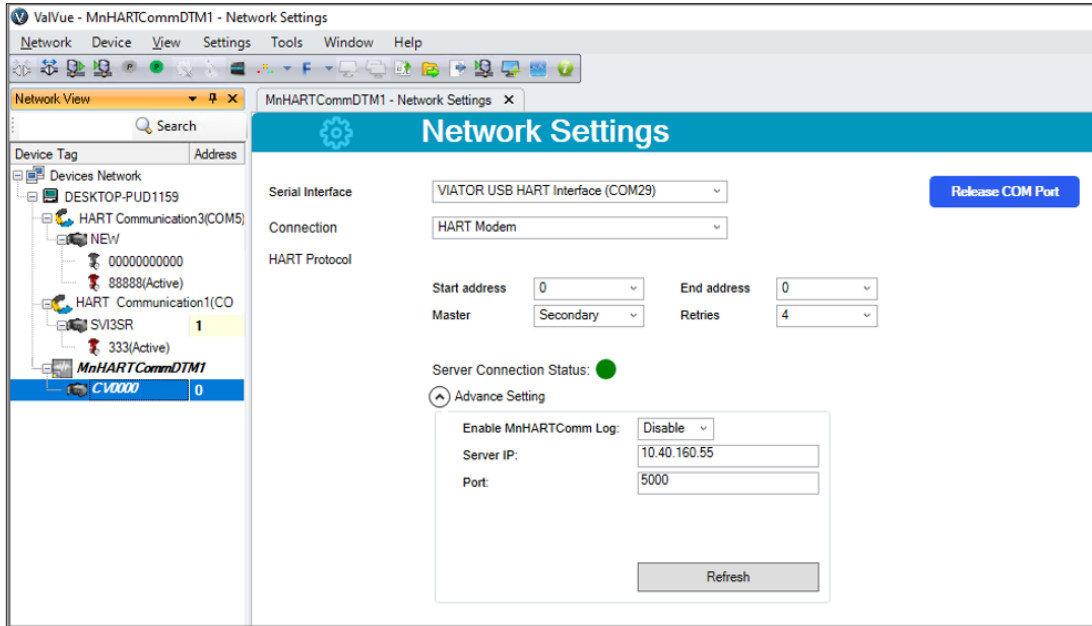 ValVue - MnHARTCommDTM1 - Network Settings
Network Device View Settings Tools Window Help
Network View
MnHARTCommDTM1 - Network Settings X
Search
Network Settings
Device Tag Address
Devices Network
DESKTOP-PUD1159
HART Communication3(COM5)
NEW
00000000000
88888(Active)
HART Communication1(CO
SVI3SR 1
333(Active)
MnHARTCommDTM1
CV0000 0
Serial Interface VIATOR USB HART Interface (COM29) Release COM Port
Connection HART Modem
HART Protocol
Start address 0 End address 0
Master Secondary Retries 4
Server Connection Status:
Advance Setting
Enable MnHARTComm Log: Disable
Server IP: 10.40.160.55
Port: 5000
Refresh